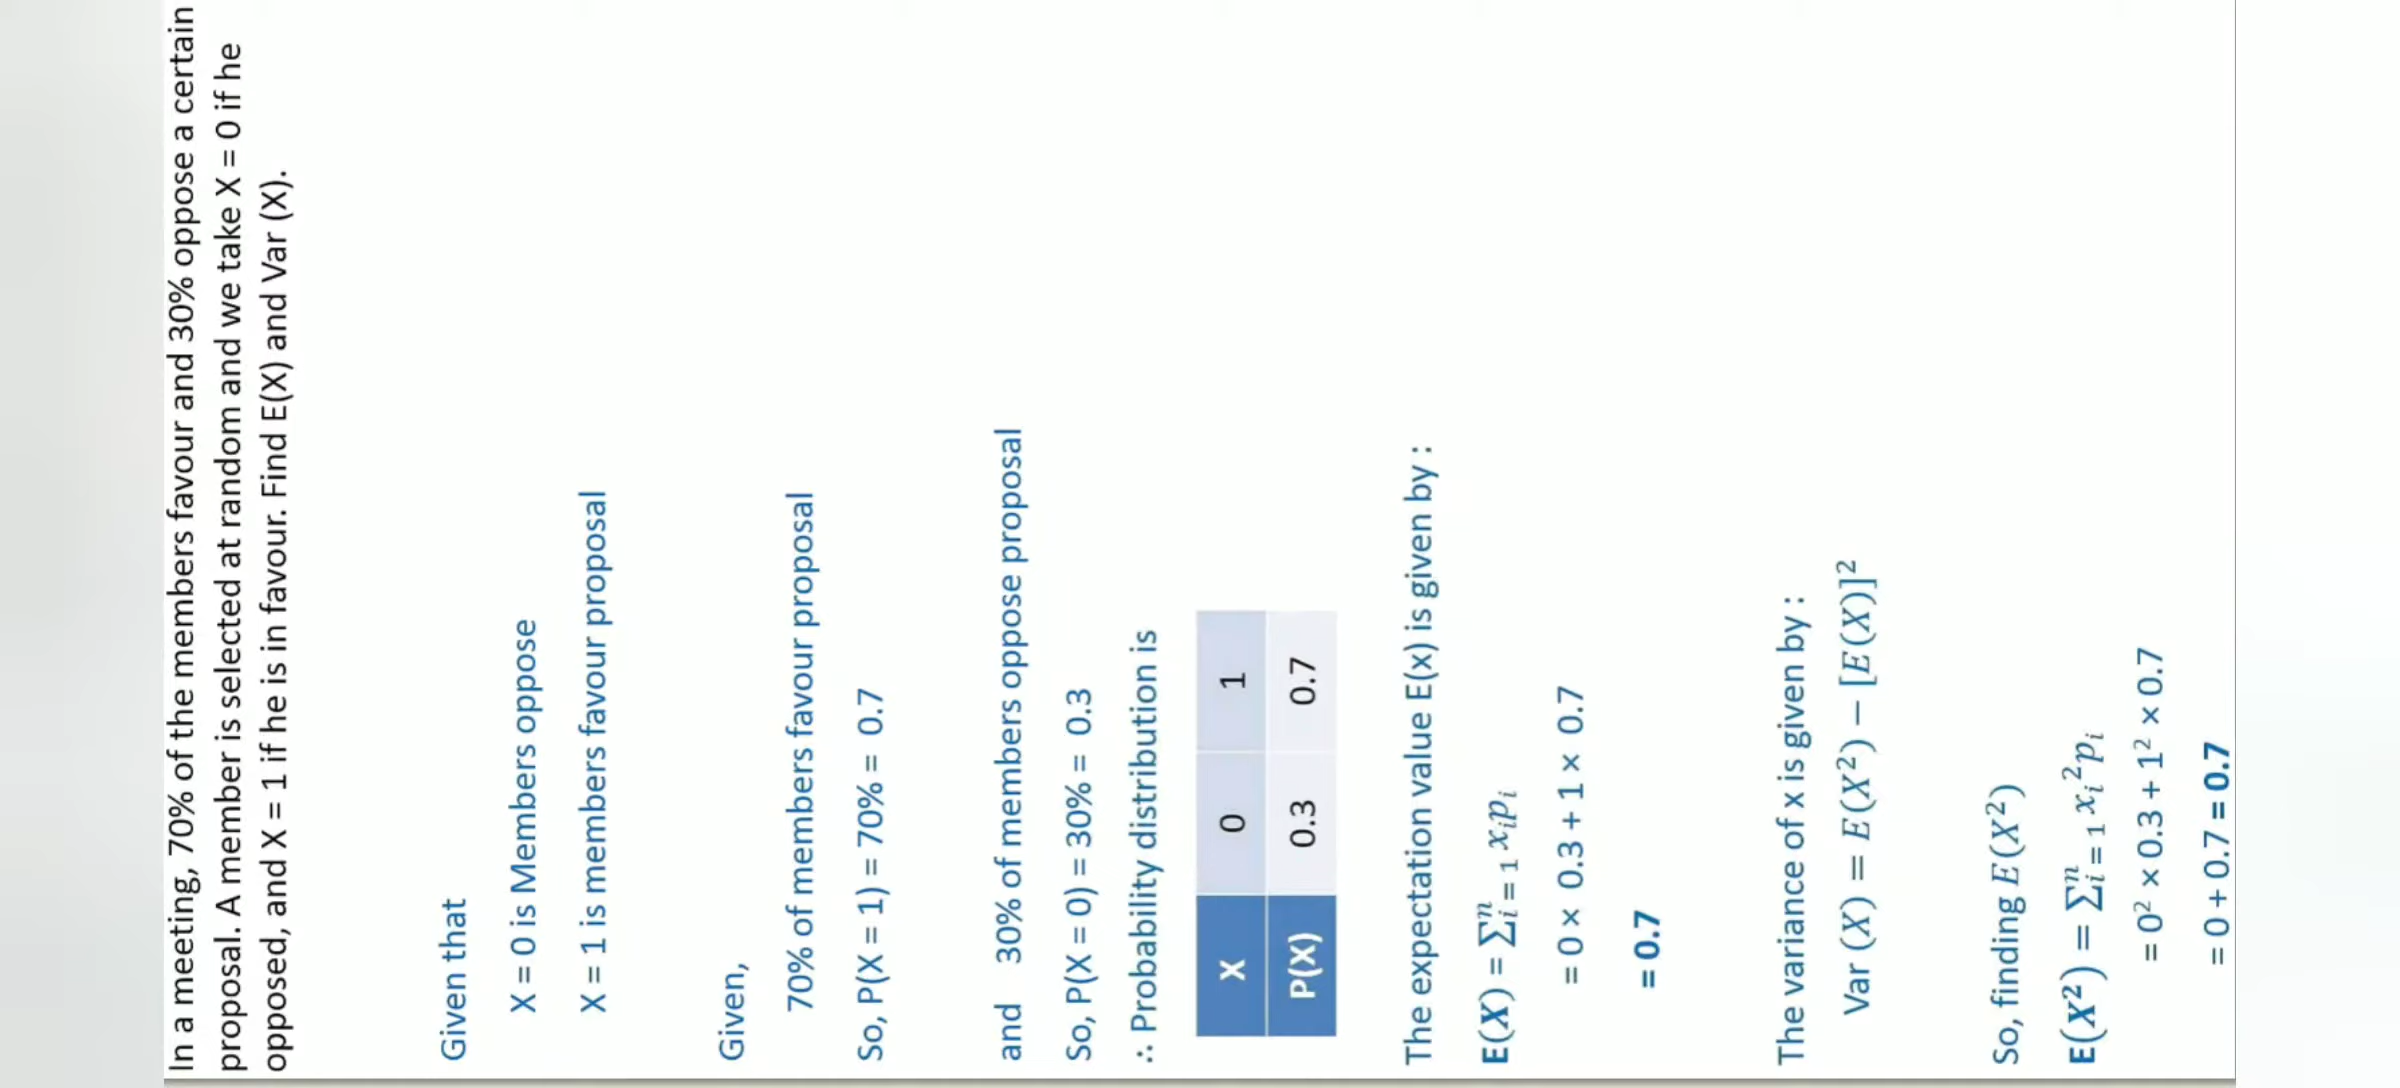 In a meeting, 70% of the members favour and 30% oppose a certain
proposal. A member is selected at random and we take X = 0 if he
opposed, and X = 1 if he is in favour. Find E(X) and Var (X).
Given that
X = 0 is Members oppose
X = 1 is members favour proposal
Given,
70% of members favour proposal
So, P(X = 1) = 70% = 0.7
and 30% of members oppose proposal
So, P(X = 0) = 30% = 0.3
∴ Probability distribution is
X 0 1
P(X) 0.3 0.7
The expectation value E(x) is given by :
E(X) = ∑ⁿᵢ₌₁ xᵢpᵢ
= 0 × 0.3 + 1 × 0.7
= 0.7
The variance of x is given by :
Var (X) = E(X²) − [E(X)]²
So, finding E(X²)
E(X²) = ∑ⁿᵢ₌₁ xᵢ²pᵢ
= 0² × 0.3 + 1² × 0.7
= 0 + 0.7 = 0.7